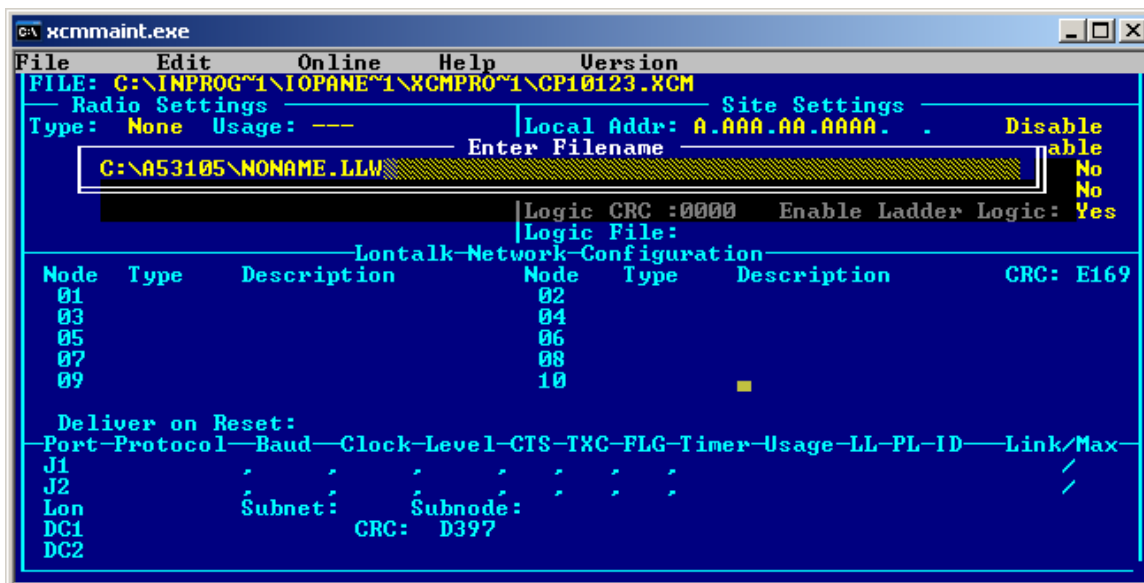 xcmmaint.exe
File Edit Online Help Version
FILE: C:\INPROG~1\IOPANE~1\XCMPRO~1\CP10123.XCM
Radio Settings Site Settings
Type: None Usage: --- Local Addr: A.AAA.AA.AAAA. . Disable
Enter Filename able
C:\A53105\NONAME.LLW No
No
Logic CRC :0000 Enable Ladder Logic: Yes
Logic File:
Lontalk-Network-Configuration
Node Type Description Node Type Description CRC: E169
01 02
03 04
05 06
07 08
09 10
Deliver on Reset:
Port-Protocol-Baud-Clock-Level-CTS-TXC-FLG-Timer-Usage-LL-PL-ID-Link/Max
J1 , , , , , , , /
J2 , , , , , , , /
Lon Subnet: Subnode:
DC1 CRC: D397
DC2